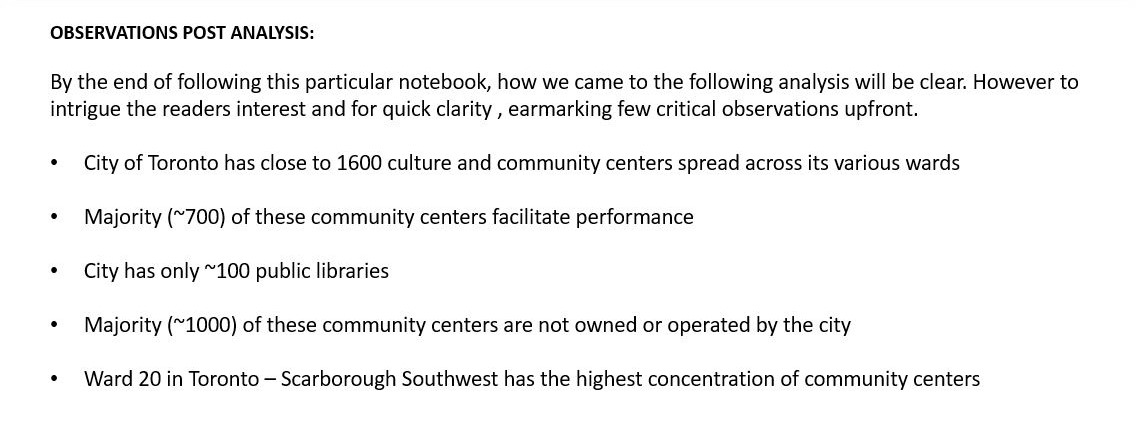 OBSERVATIONS POST ANALYSIS:
By the end of following this particular notebook, how we came to the following analysis will be clear. However to
intrigue the readers interest and for quick clarity , earmarking few critical observations upfront.
• City of Toronto has close to 1600 culture and community centers spread across its various wards
• Majority (~700) of these community centers facilitate performance
• City has only ~100 public libraries
• Majority (~1000) of these community centers are not owned or operated by the city
• Ward 20 in Toronto – Scarborough Southwest has the highest concentration of community centers